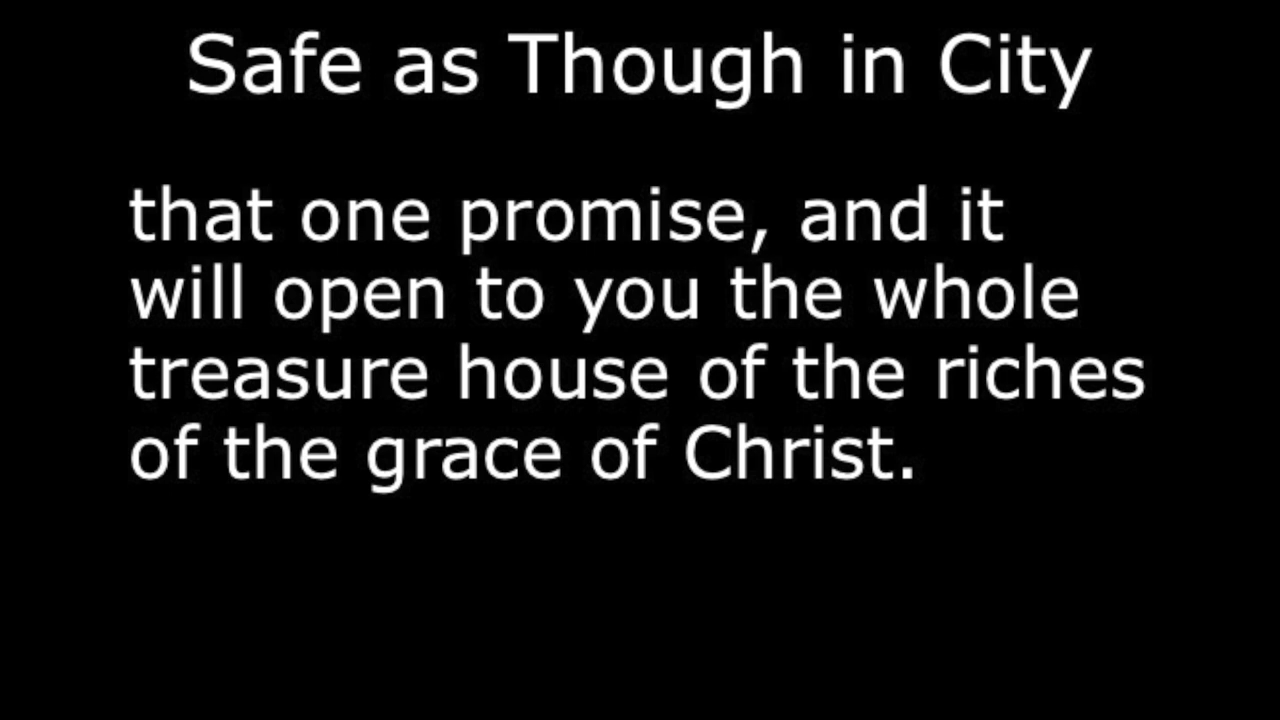 Safe as Though in City
that one promise, and it
will open to you the whole
treasure house of the riches
of the grace of Christ.